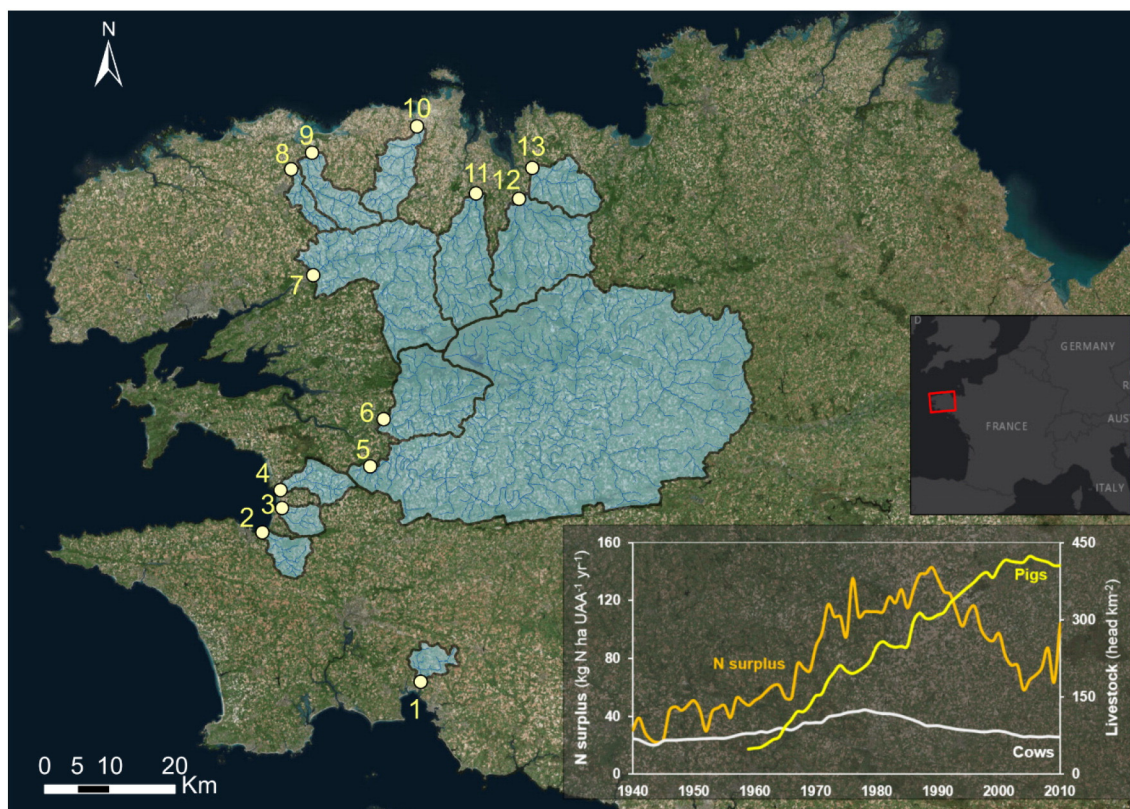 N
10
9
8
13
11
12
7
6
5
4
3
2
1
0 5 10 20
Km
D
GERMANY
R
FRANCE
AUS
ITALY
160
120
80
40
0
N surplus (kg N ha UAA⁻¹ yr⁻¹)
450
300
150
0
Livestock (head km⁻²)
Pigs
N surplus
Cows
1940 1950 1960 1970 1980 1990 2000 2010